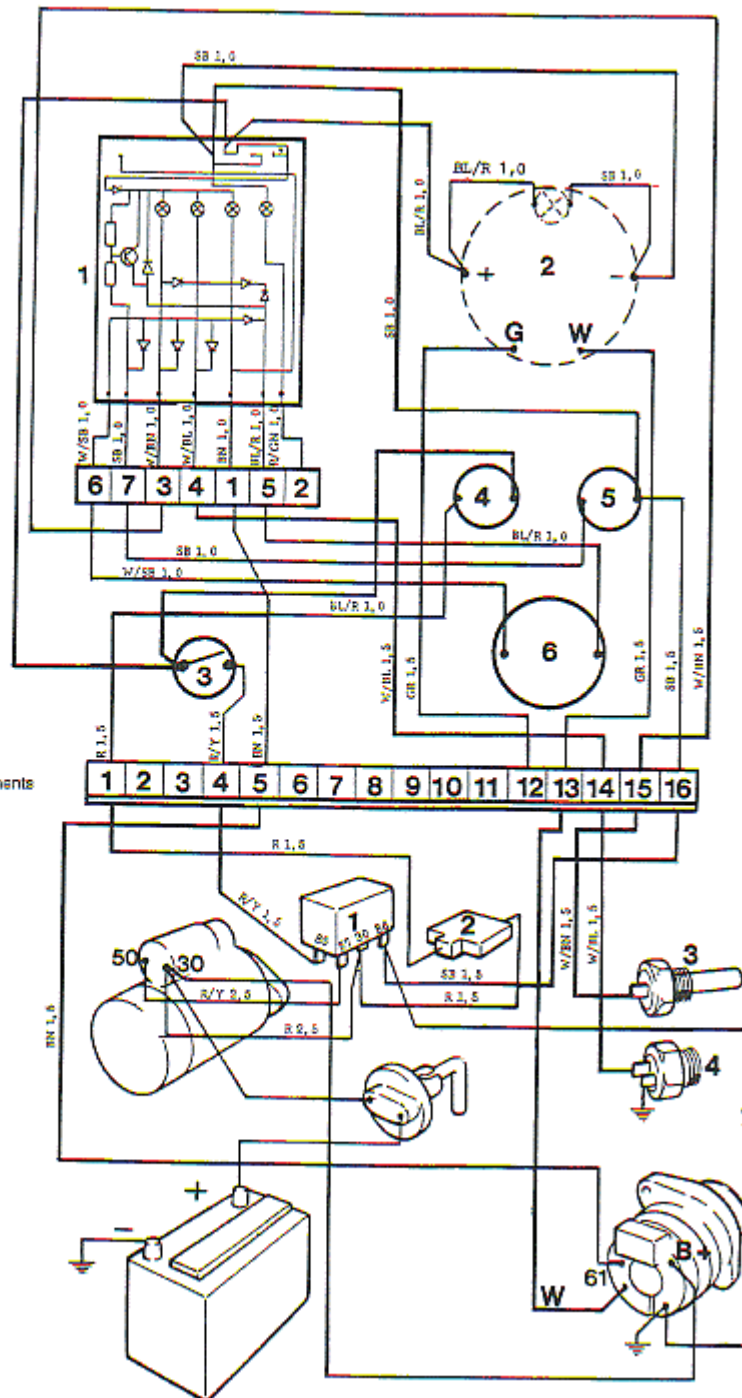 SB 1,0
BL/R 1,0
SB 1,0
BL/R 1,0
2
+
-
1
SB 1,0
G
W
W/SB 1,0
SB 1,0
W/BN 1,0
W/BL 1,0
BN 1,0
BL/R 1,0
R/GN 1,0
6 7 3 4 1 5 2
4
5
BL/R 1,0
SB 1,0
W/SB 1,0
BL/R 1,0
6
3
W/BL 1,5
GR 1,5
GR 1,5
SB 1,5
W/BN 1,5
R 1,5
R/Y 1,5
BN 1,5
1 2 3 4 5 6 7 8 9 10 11 12 13 14 15 16
R 1,5
R/Y 1,5
1
85
87
30
86
2
50
30
SB 1,5
R/Y 2,5
R 1,5
R 2,5
W/BN 1,5
W/BL 1,5
3
BN 1,5
4
+
-
B+
61
W